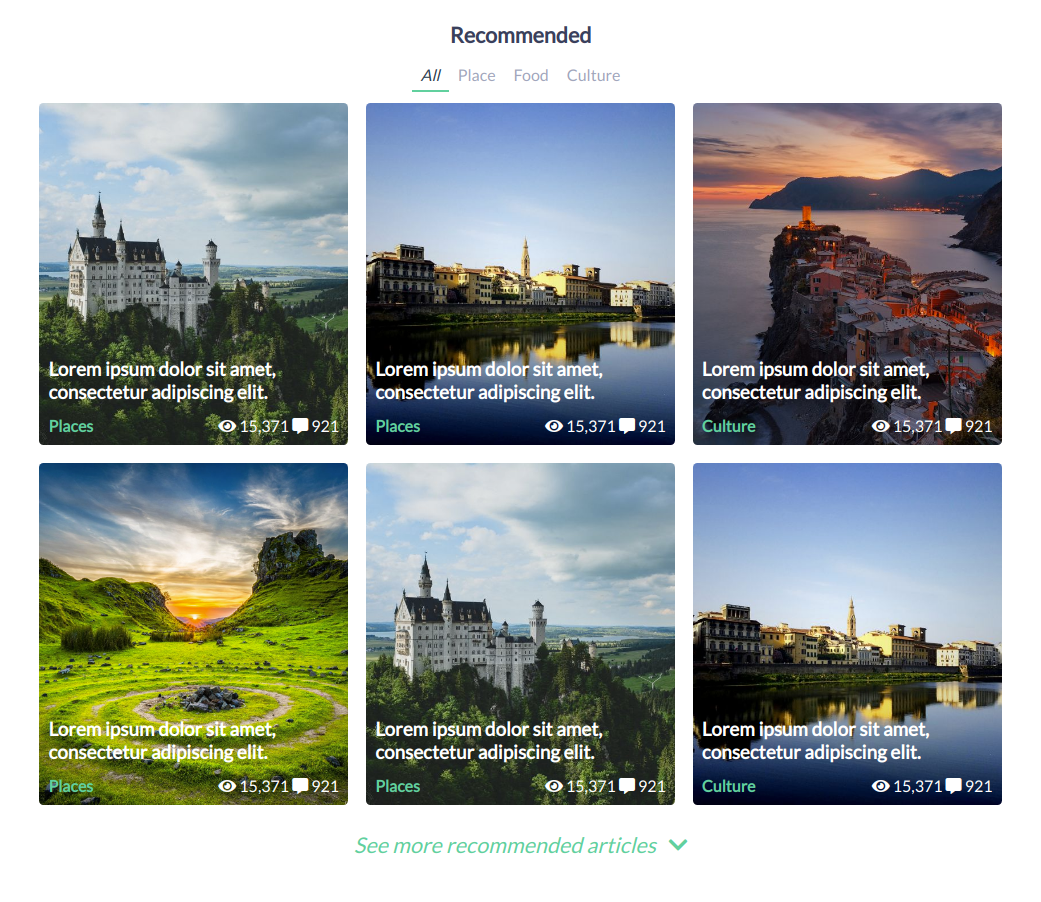 Recommended
All Place Food Culture
Lorem ipsum dolor sit amet,
consectetur adipiscing elit.
Places 15,371 921
Lorem ipsum dolor sit amet,
consectetur adipiscing elit.
Places 15,371 921
Lorem ipsum dolor sit amet,
consectetur adipiscing elit.
Culture 15,371 921
Lorem ipsum dolor sit amet,
consectetur adipiscing elit.
Places 15,371 921
Lorem ipsum dolor sit amet,
consectetur adipiscing elit.
Places 15,371 921
Lorem ipsum dolor sit amet,
consectetur adipiscing elit.
Culture 15,371 921
See more recommended articles